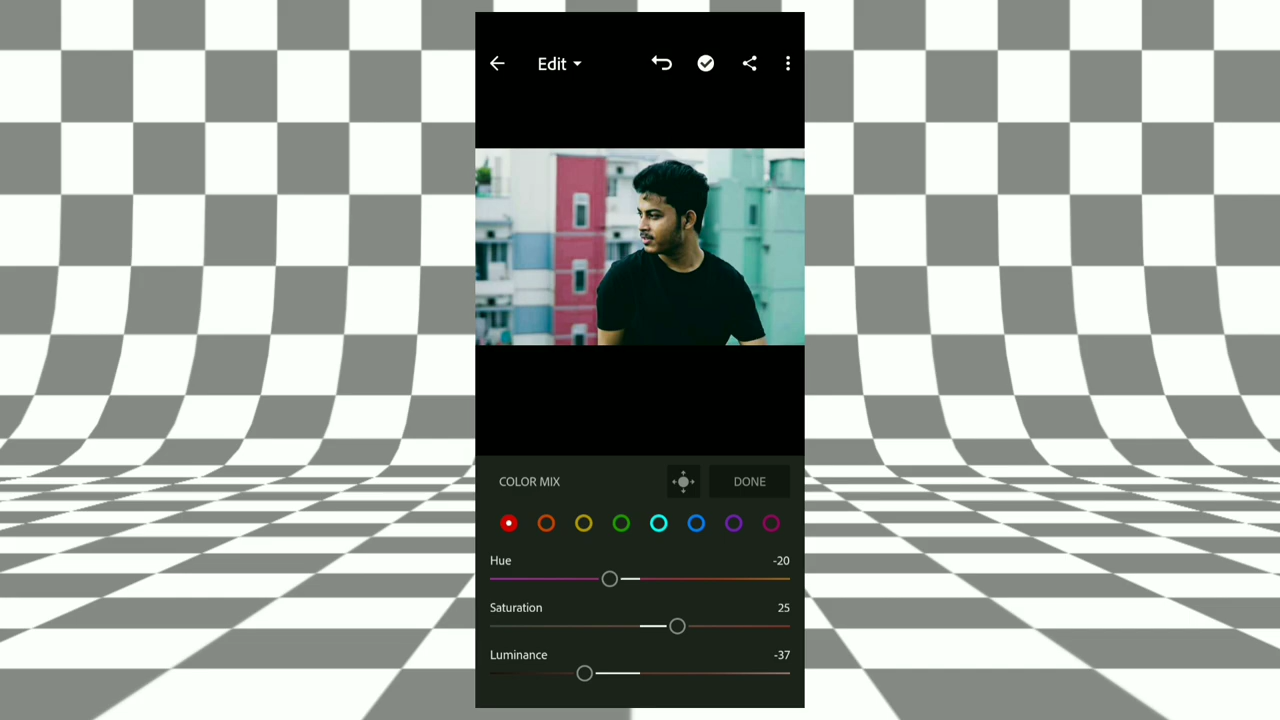 Edit
COLOR MIX DONE
Hue -20
Saturation 25
Luminance -37